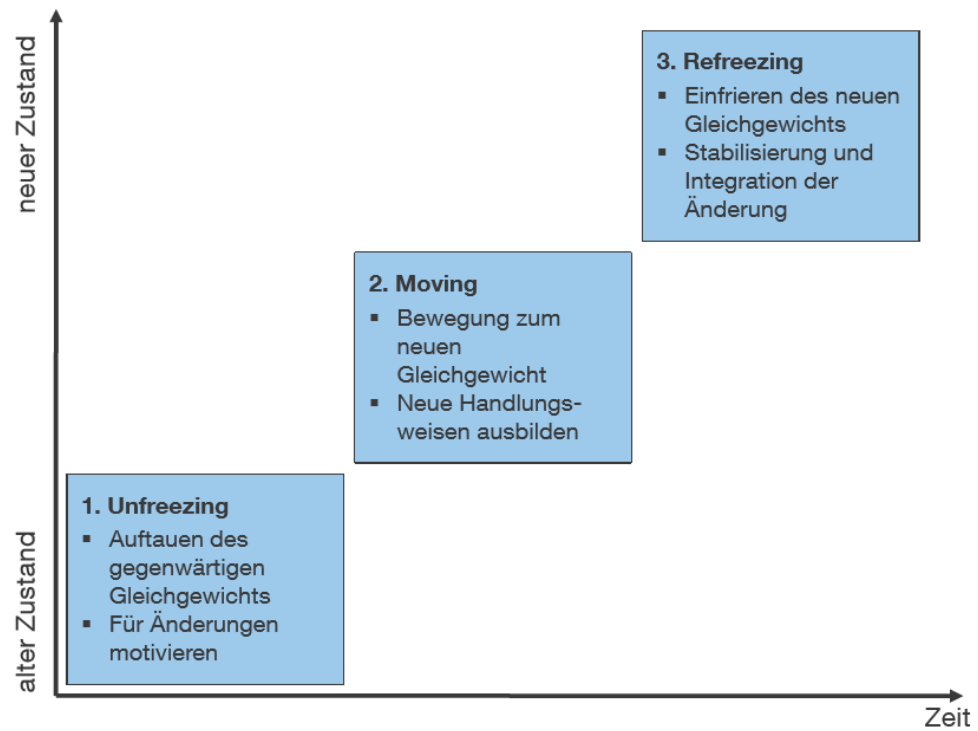 neuer Zustand
alter Zustand
3. Refreezing
▪ Einfrieren des neuen
Gleichgewichts
▪ Stabilisierung und
Integration der
Änderung
2. Moving
▪ Bewegung zum
neuen
Gleichgewicht
▪ Neue Handlungs-
weisen ausbilden
1. Unfreezing
▪ Auftauen des
gegenwärtigen
Gleichgewichts
▪ Für Änderungen
motivieren
Zeit